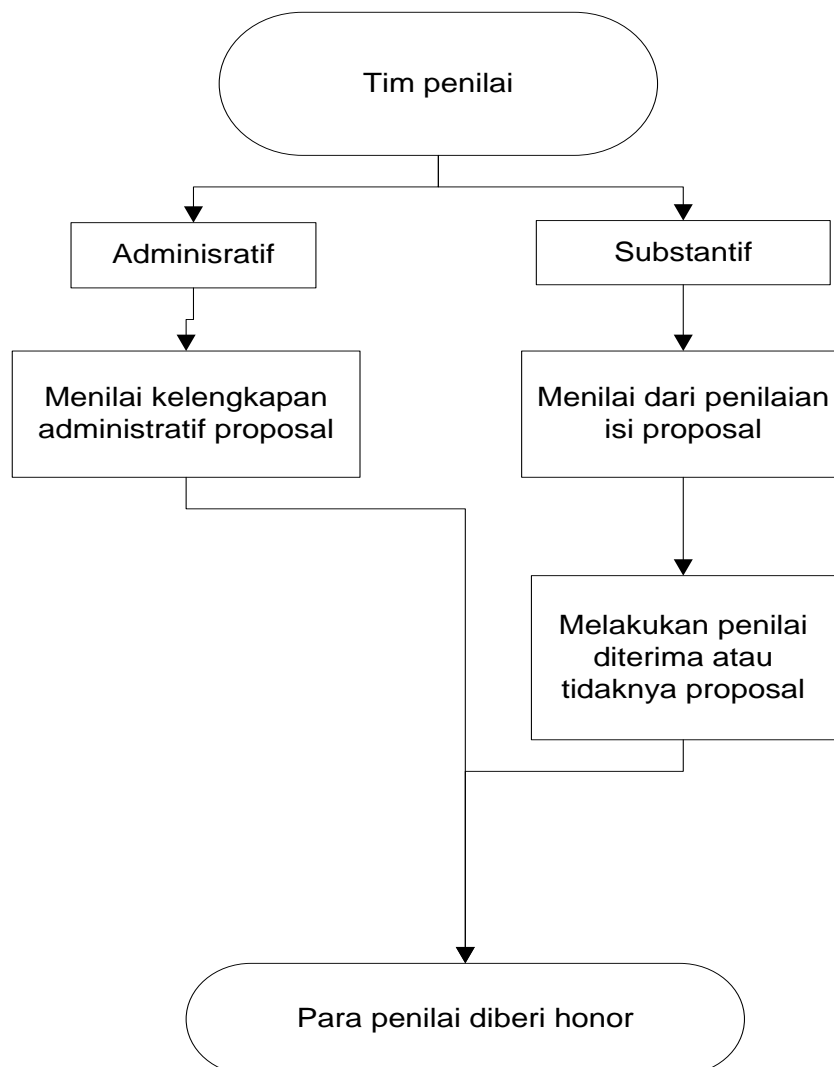 Tim penilai
Adminisratif
Substantif
Menilai kelengkapan
administratif proposal
Menilai dari penilaian
isi proposal
Melakukan penilai
diterima atau
tidaknya proposal
Para penilai diberi honor